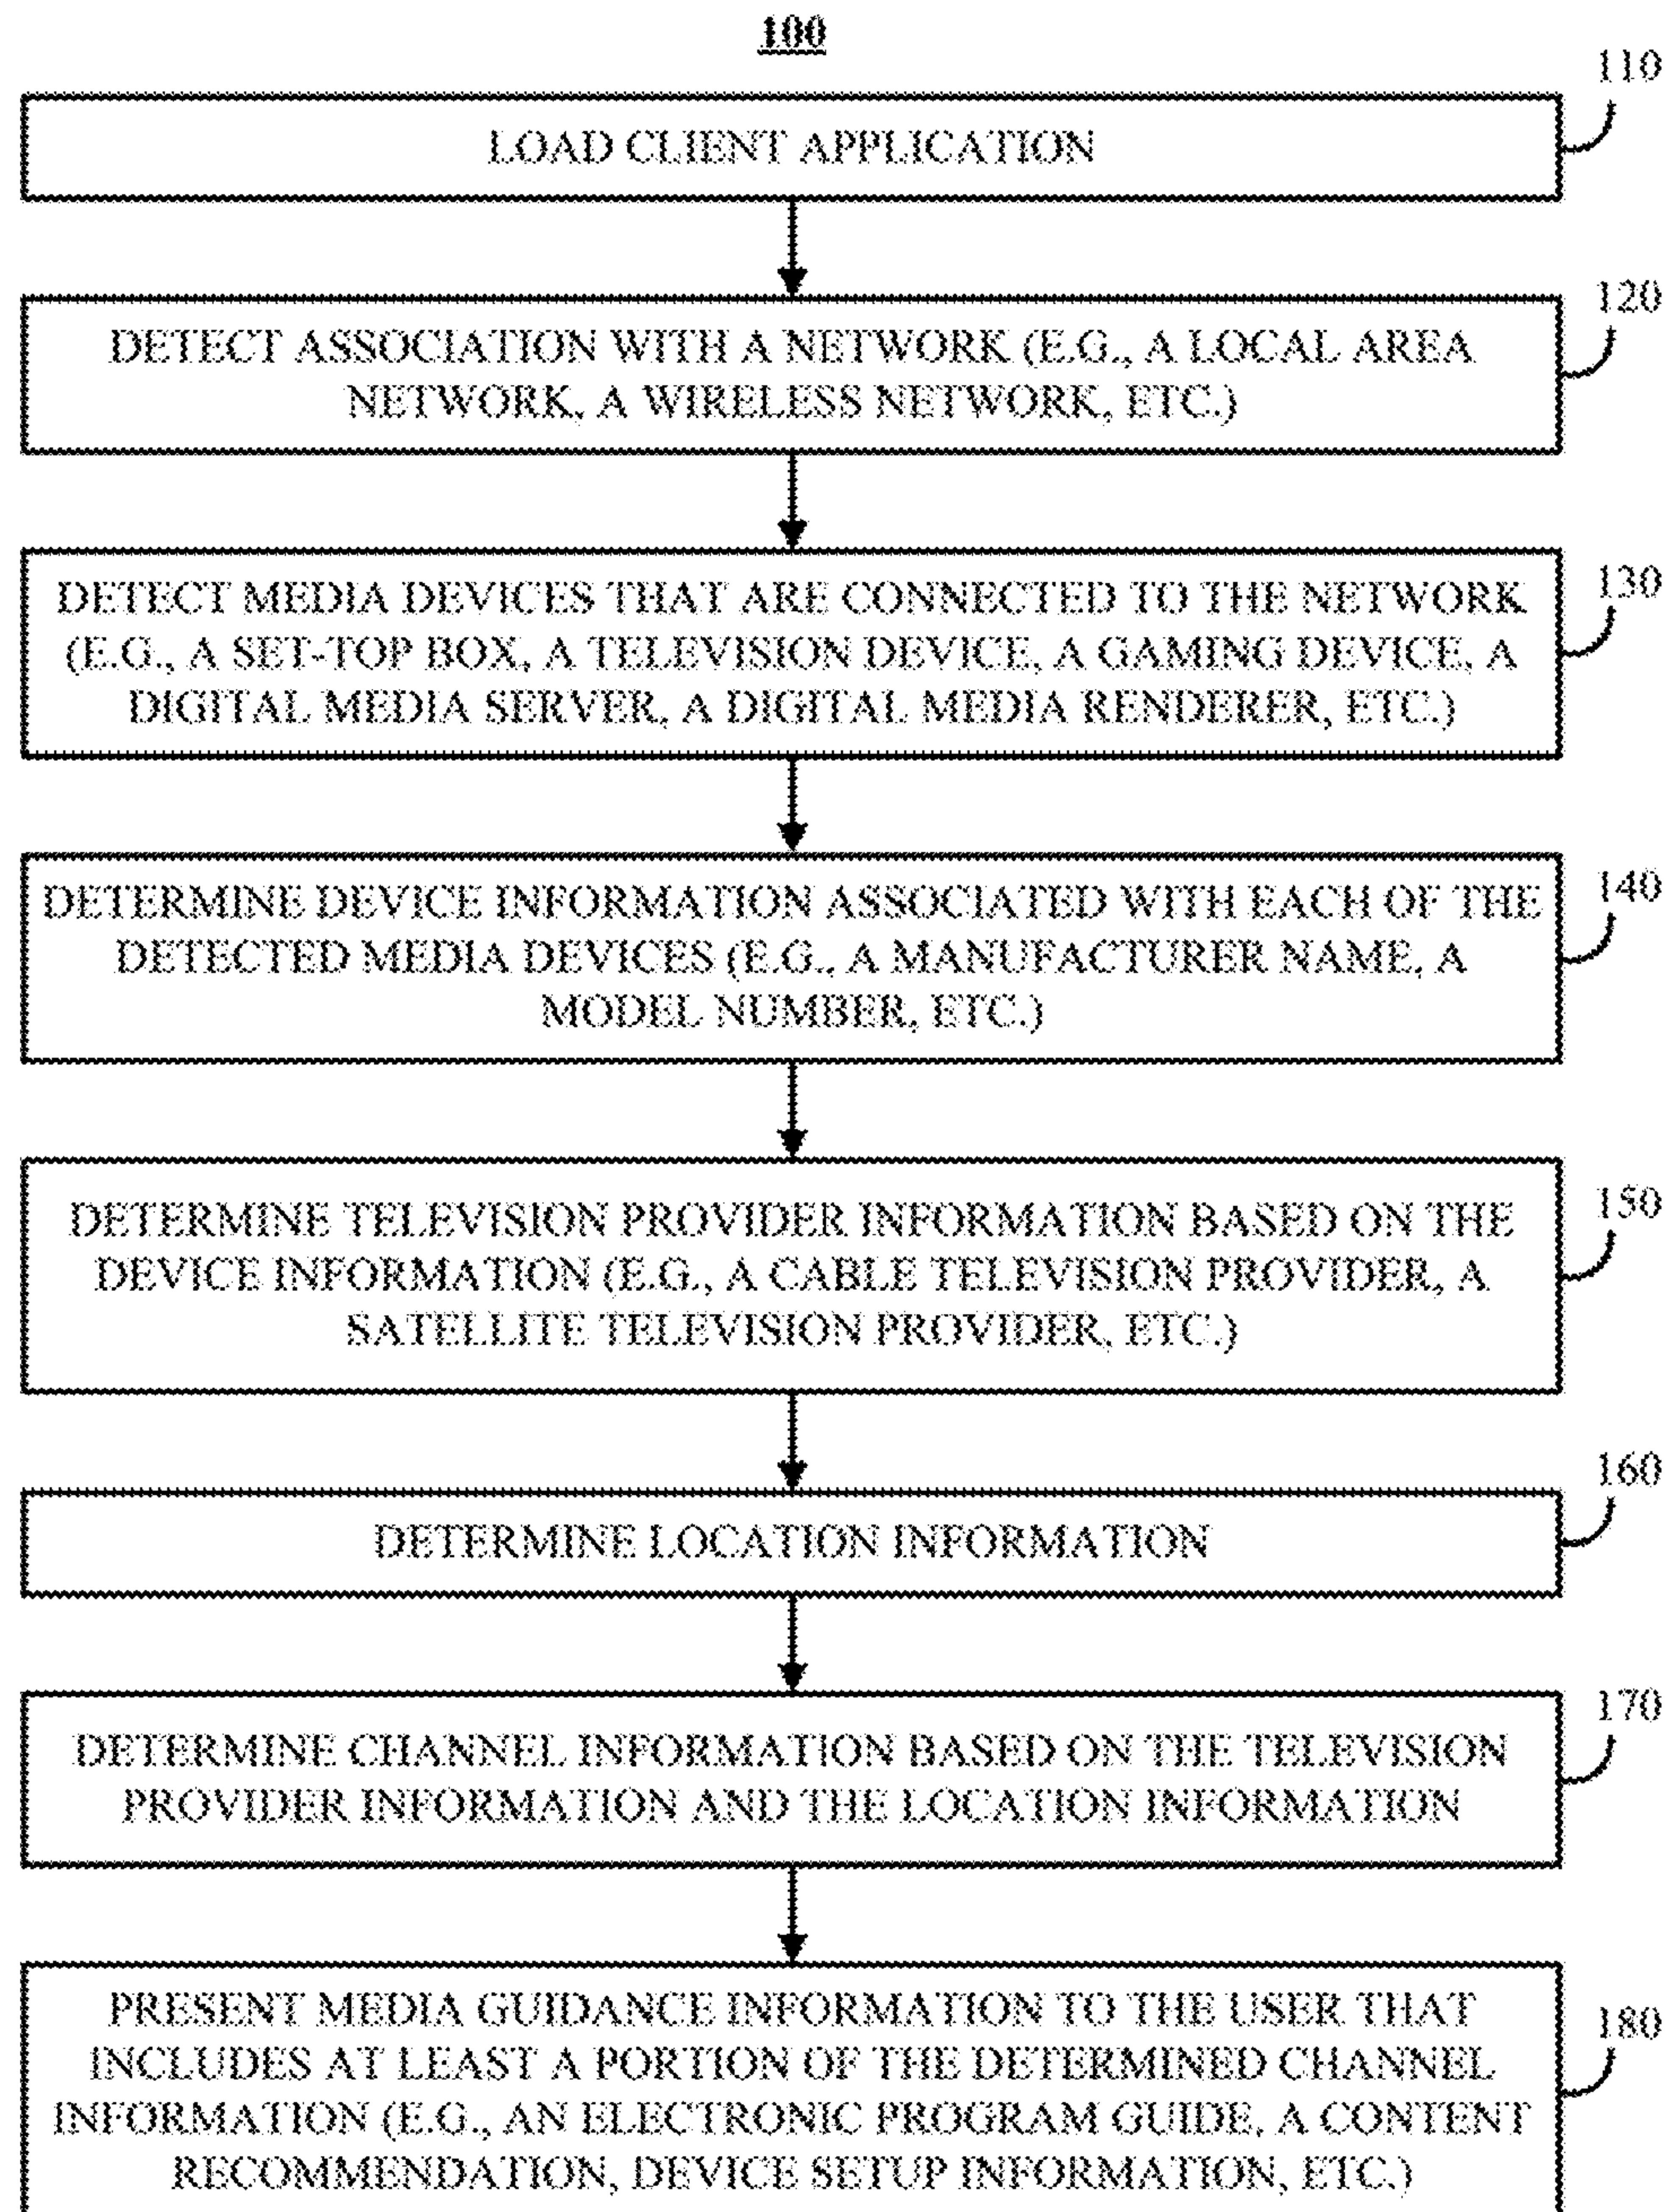 100
110
LOAD CLIENT APPLICATION
120
DETECT ASSOCIATION WITH A NETWORK (E.G., A LOCAL AREA
NETWORK, A WIRELESS NETWORK, ETC.)
130
DETECT MEDIA DEVICES THAT ARE CONNECTED TO THE NETWORK
(E.G., A SET-TOP BOX, A TELEVISION DEVICE, A GAMING DEVICE, A
DIGITAL MEDIA SERVER, A DIGITAL MEDIA RENDERER, ETC.)
140
DETERMINE DEVICE INFORMATION ASSOCIATED WITH EACH OF THE
DETECTED MEDIA DEVICES (E.G., A MANUFACTURER NAME, A
MODEL NUMBER, ETC.)
150
DETERMINE TELEVISION PROVIDER INFORMATION BASED ON THE
DEVICE INFORMATION (E.G., A CABLE TELEVISION PROVIDER, A
SATELLITE TELEVISION PROVIDER, ETC.)
160
DETERMINE LOCATION INFORMATION
170
DETERMINE CHANNEL INFORMATION BASED ON THE TELEVISION
PROVIDER INFORMATION AND THE LOCATION INFORMATION
180
PRESENT MEDIA GUIDANCE INFORMATION TO THE USER THAT
INCLUDES AT LEAST A PORTION OF THE DETERMINED CHANNEL
INFORMATION (E.G., AN ELECTRONIC PROGRAM GUIDE, A CONTENT
RECOMMENDATION, DEVICE SETUP INFORMATION, ETC.)